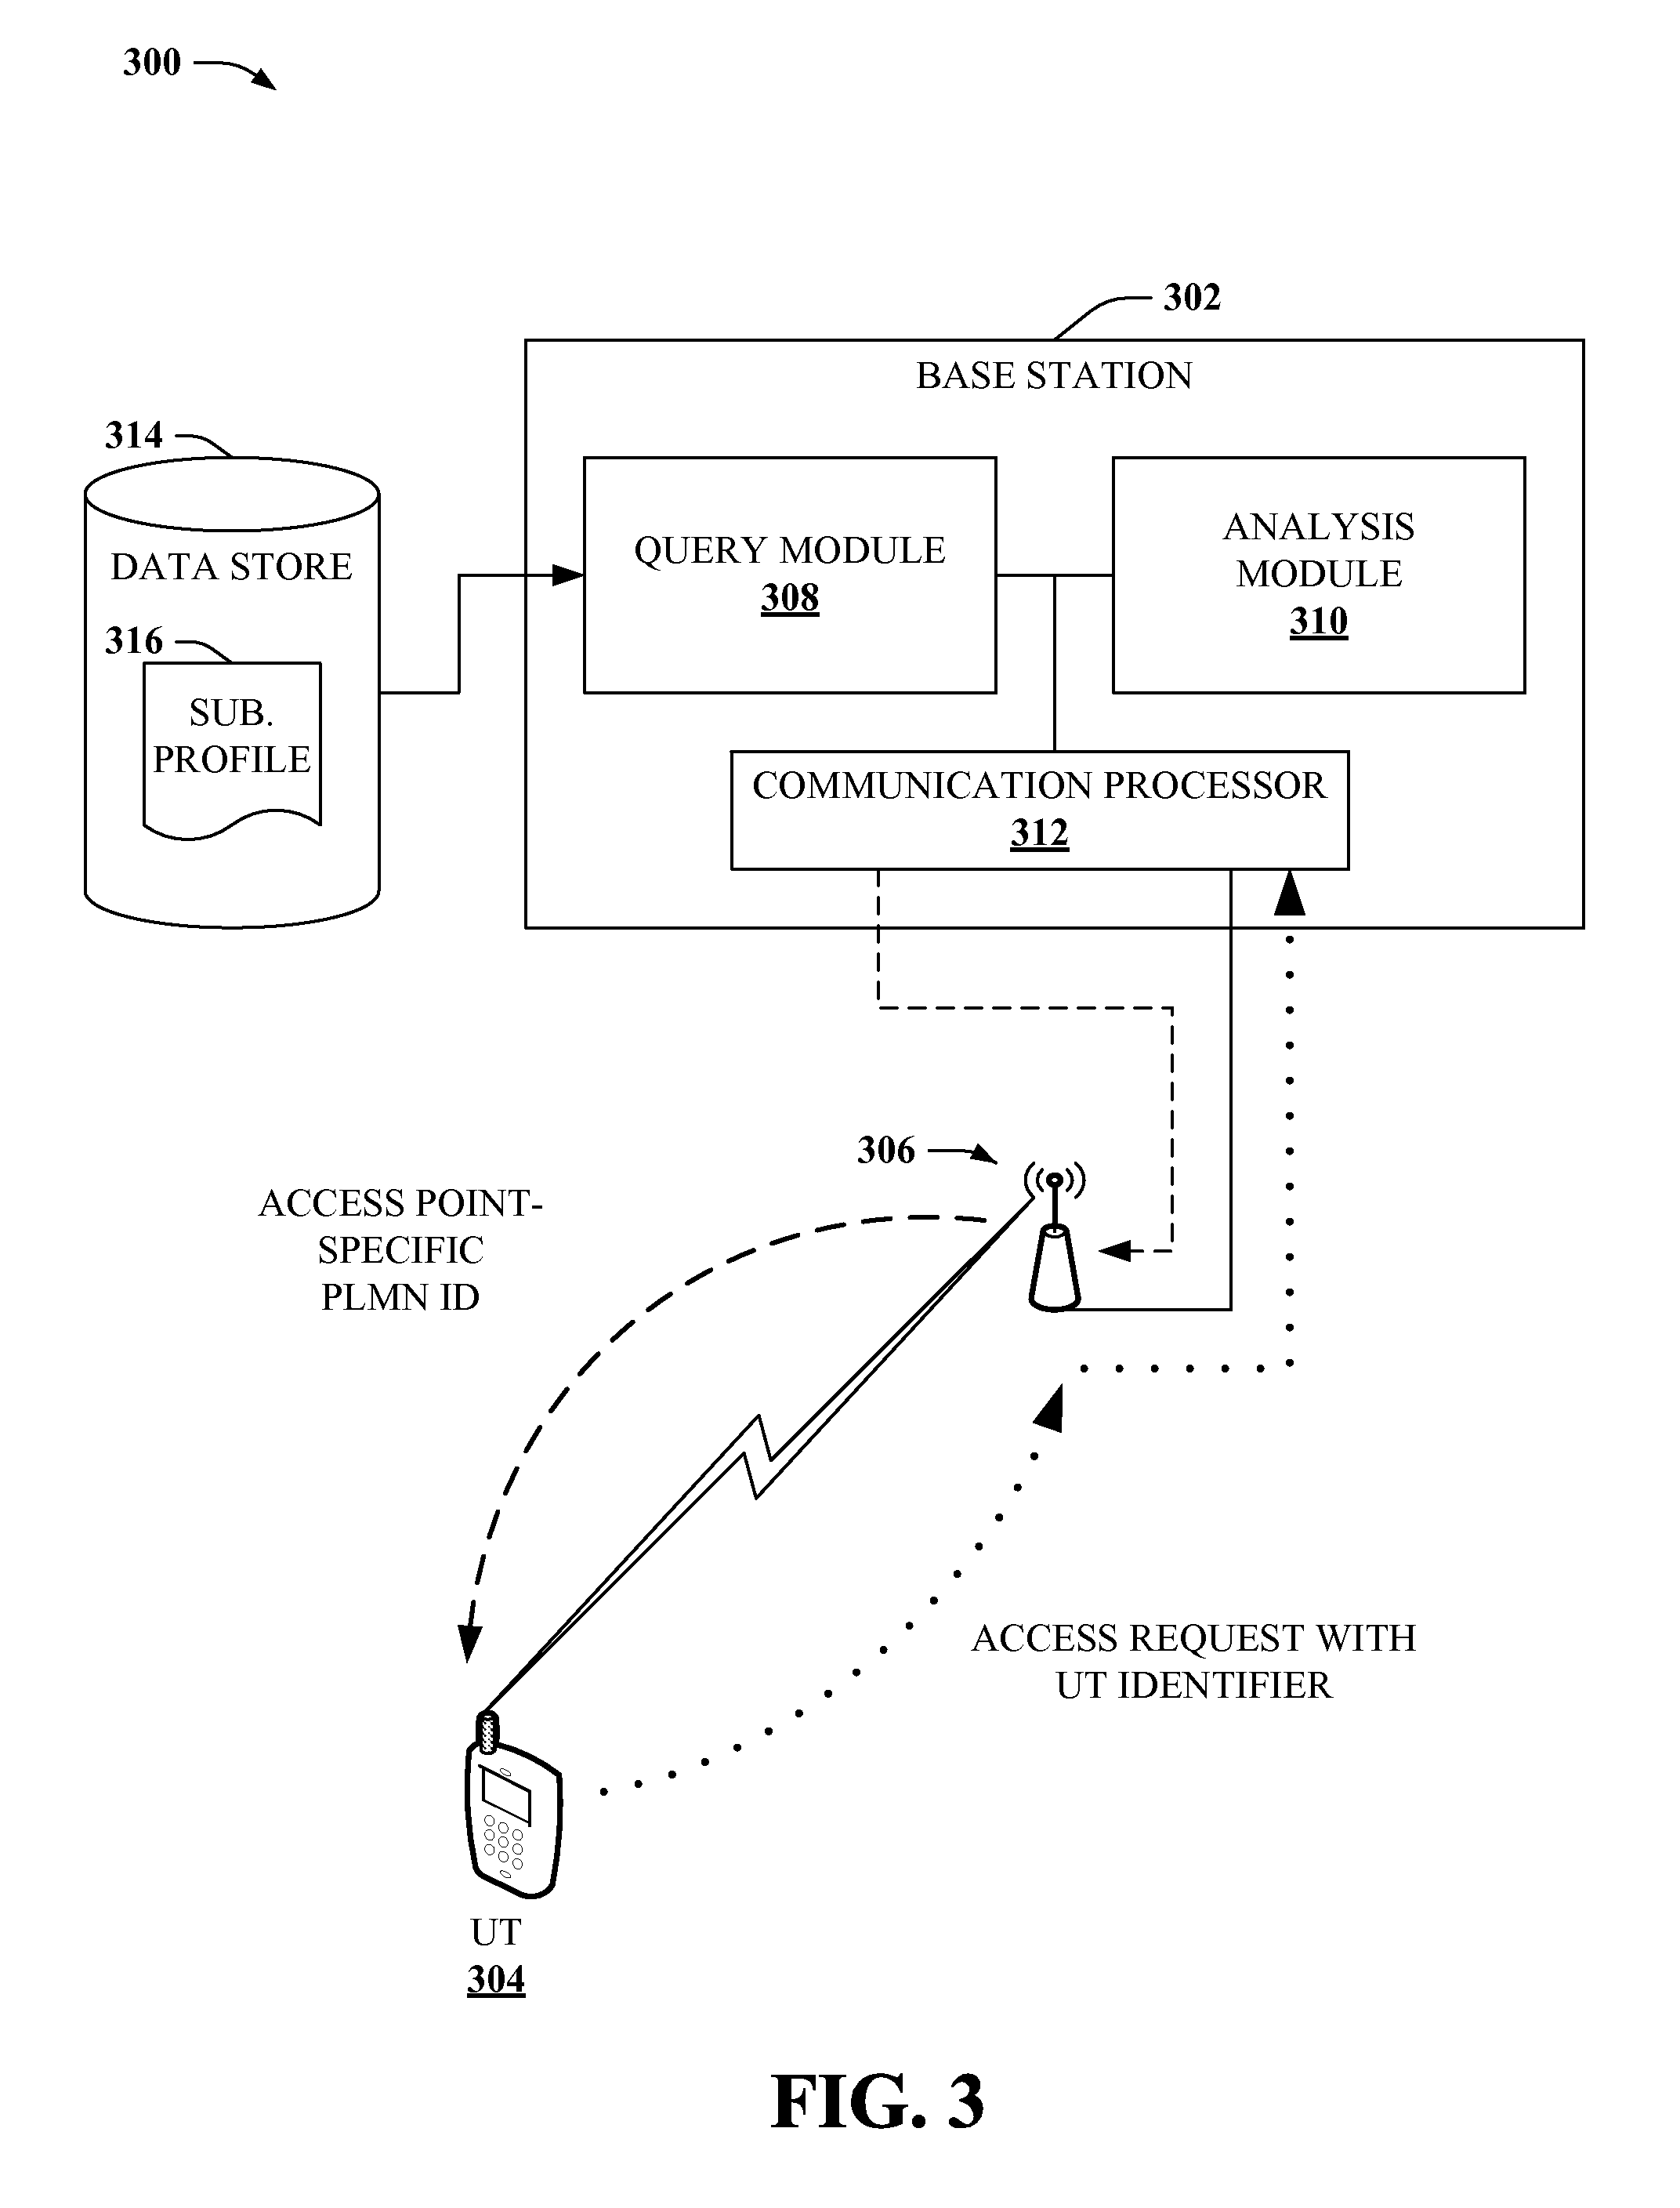 300
302
BASE STATION
314
DATA STORE
316
SUB.
PROFILE
QUERY MODULE
308
ANALYSIS
MODULE
310
COMMUNICATION PROCESSOR
312
306
ACCESS POINT-
SPECIFIC
PLMN ID
ACCESS REQUEST WITH
UT IDENTIFIER
UT
304
FIG. 3